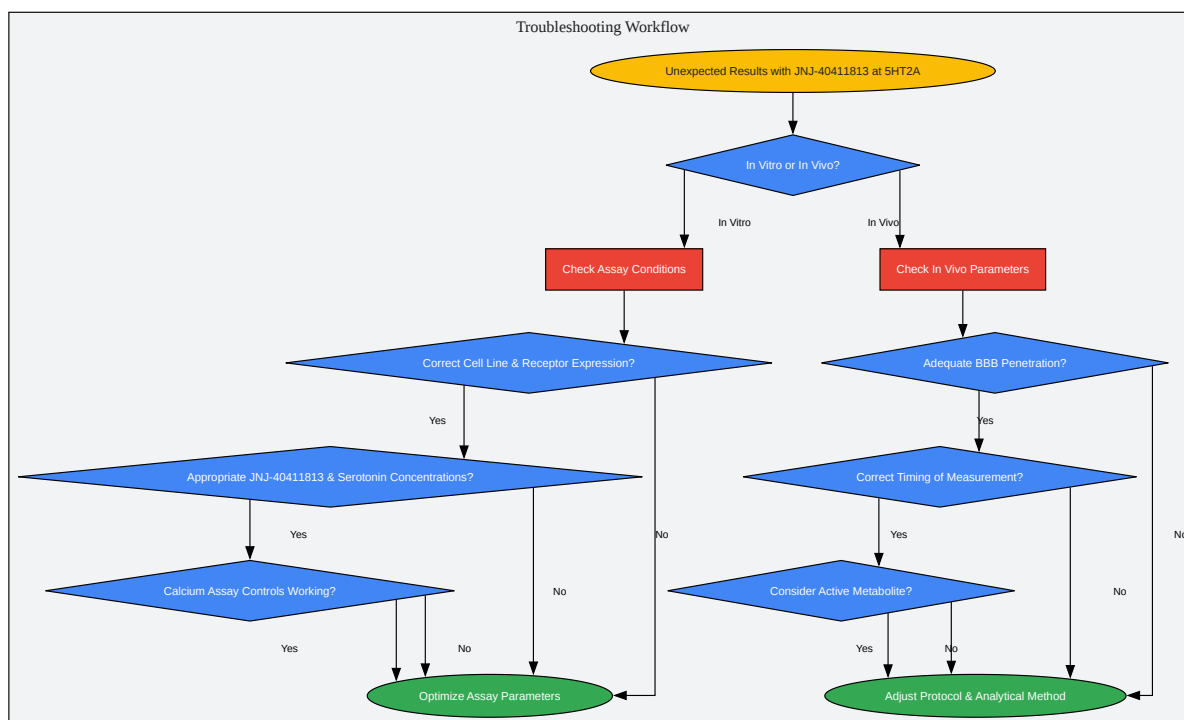 Troubleshooting Workflow
Unexpected Results with JNJ-40411813 at 5HT2A
In Vitro or In Vivo?
In Vitro
In Vivo
Check Assay Conditions
Check In Vivo Parameters
Correct Cell Line & Receptor Expression?
Adequate BBB Penetration?
Yes
Yes
Appropriate JNJ-40411813 & Serotonin Concentrations?
Correct Timing of Measurement?
Yes
No
Yes
No
Calcium Assay Controls Working?
No
Consider Active Metabolite?
No
Yes
No
Yes
No
Optimize Assay Parameters
Adjust Protocol & Analytical Method